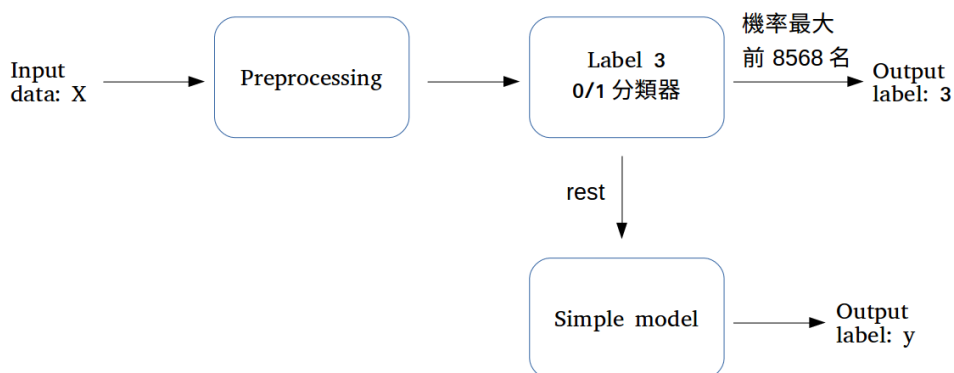 Input
data: X
Preprocessing
Label 3
0/1 分類器
機率最大
前 8568 名
Output
label: 3
rest
Simple model
Output
label: y